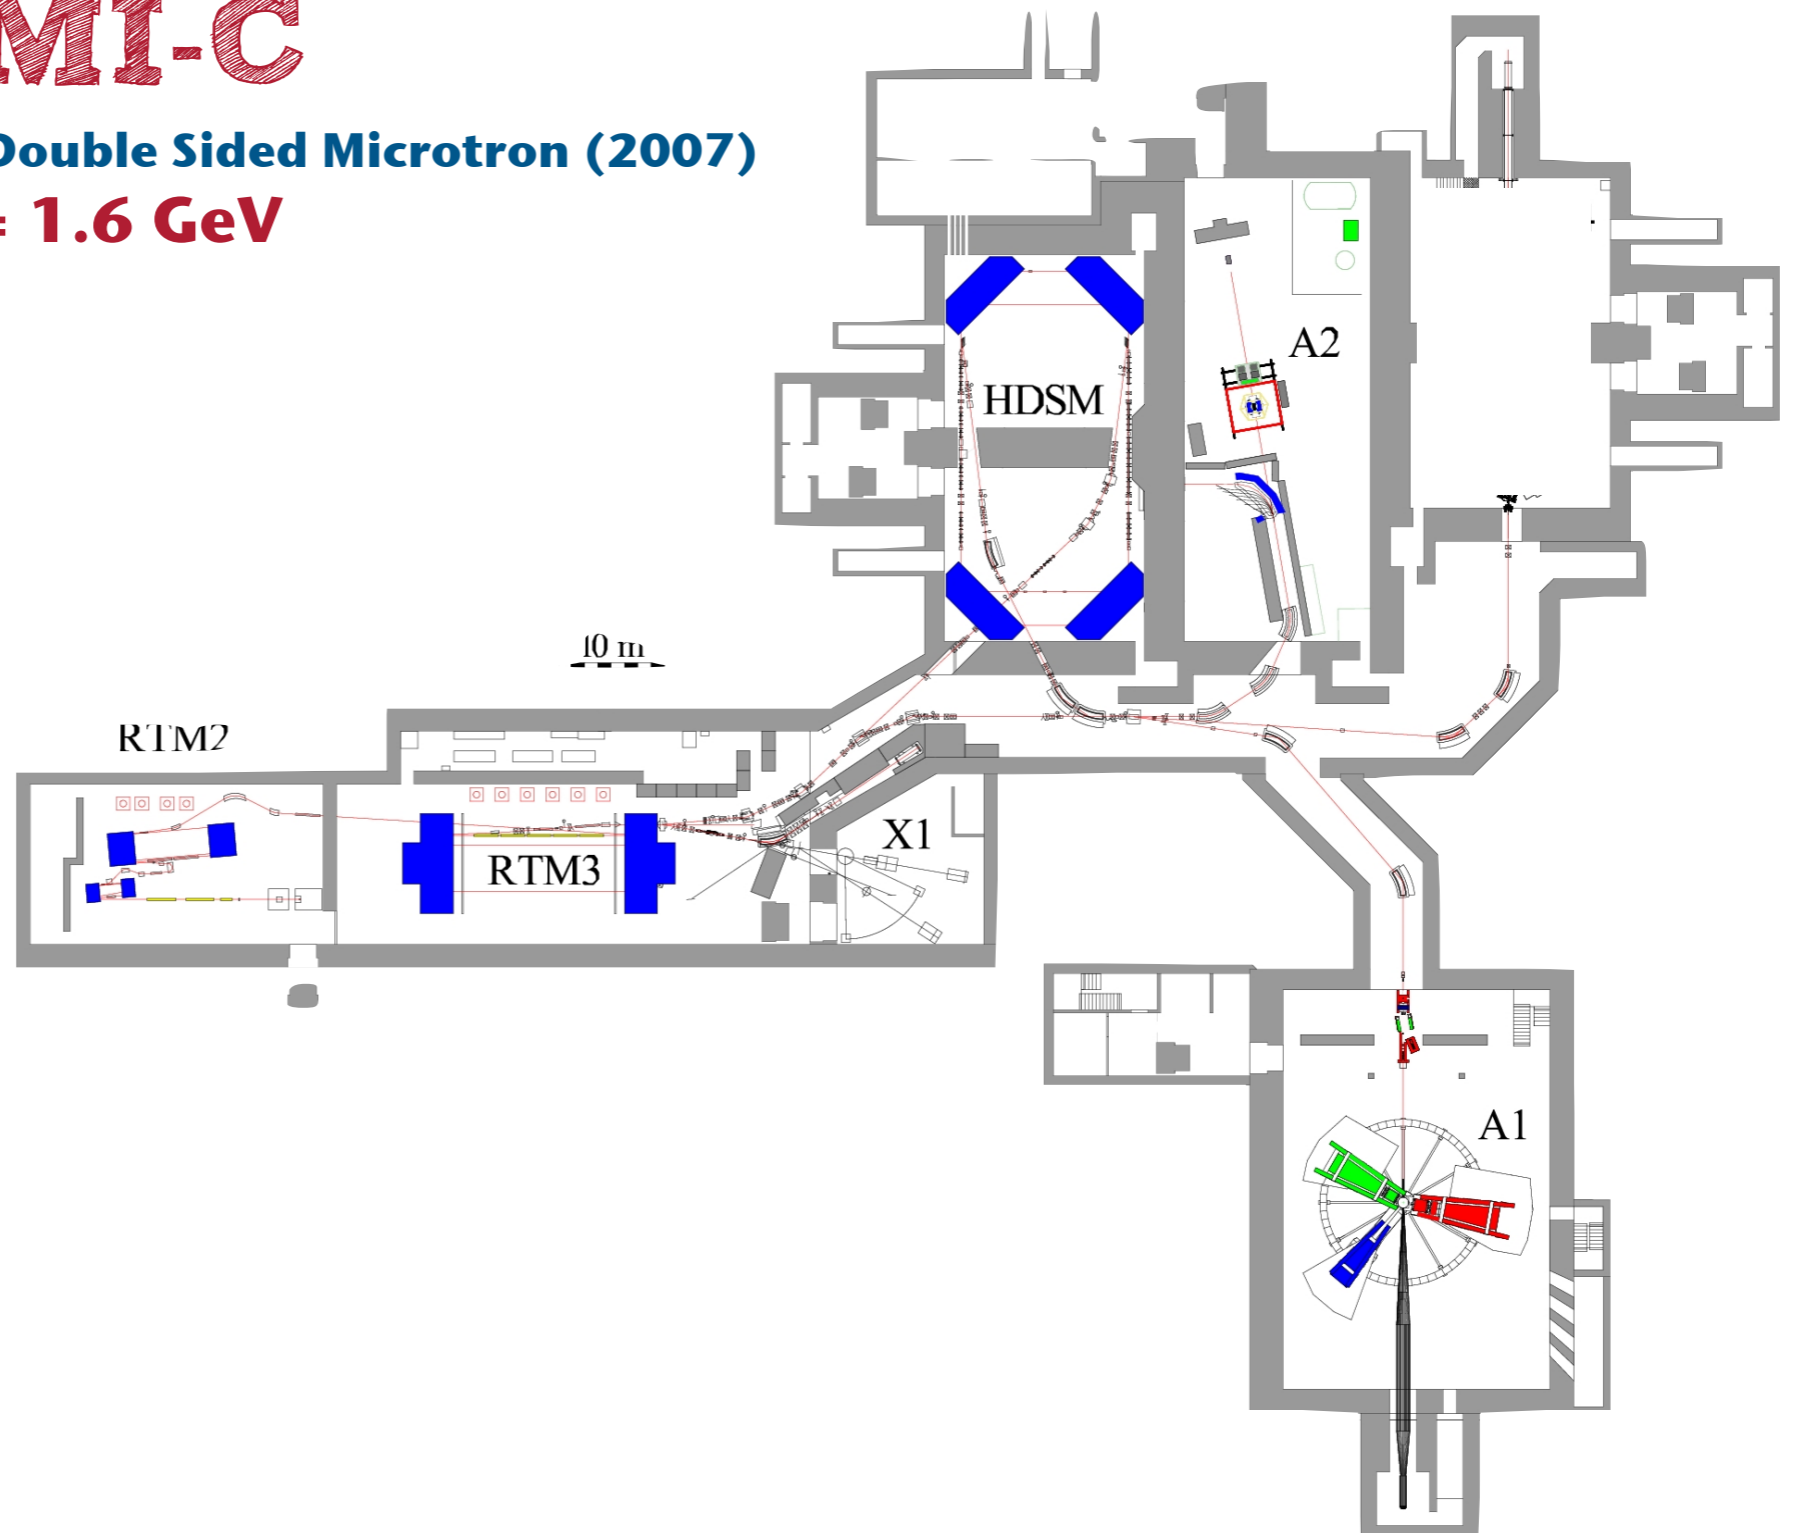 MI-C
Double Sided Microtron (2007)
= 1.6 GeV
A2
HDSM
10 m
RTM2
X1
RTM3
A1